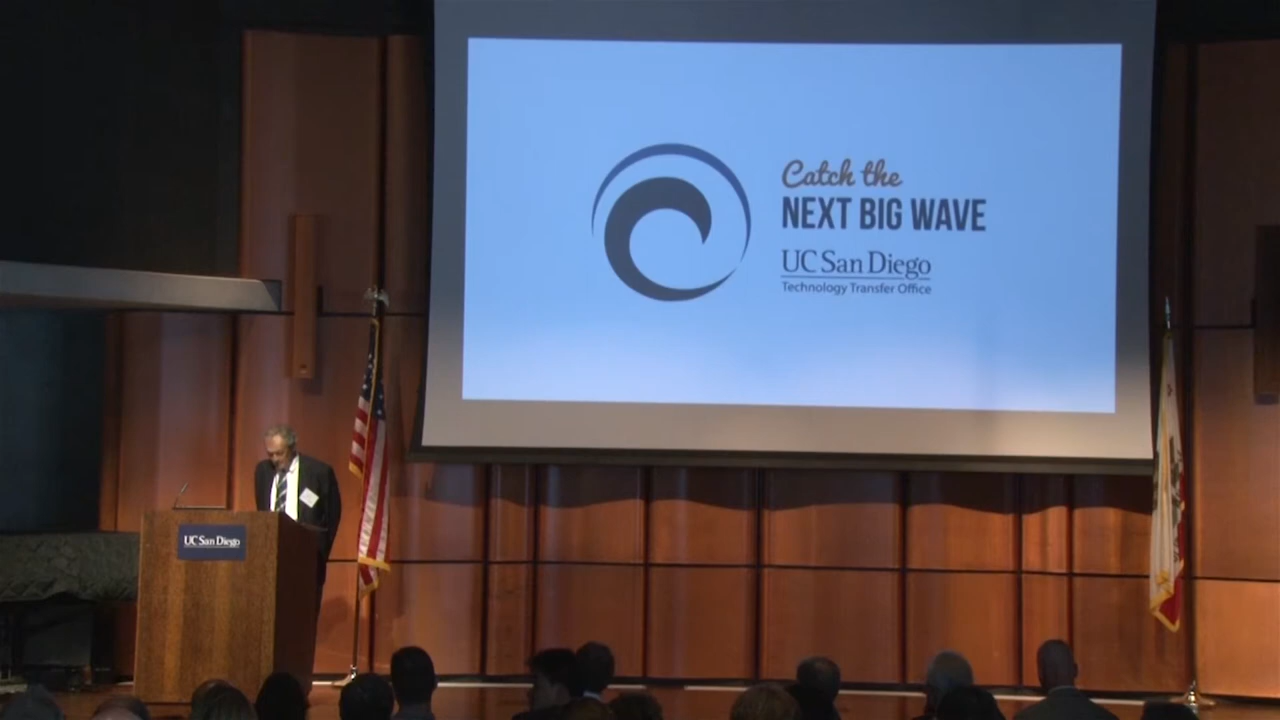 Catch the
NEXT BIG WAVE
UC San Diego
Technology Transfer Office
UC San Diego